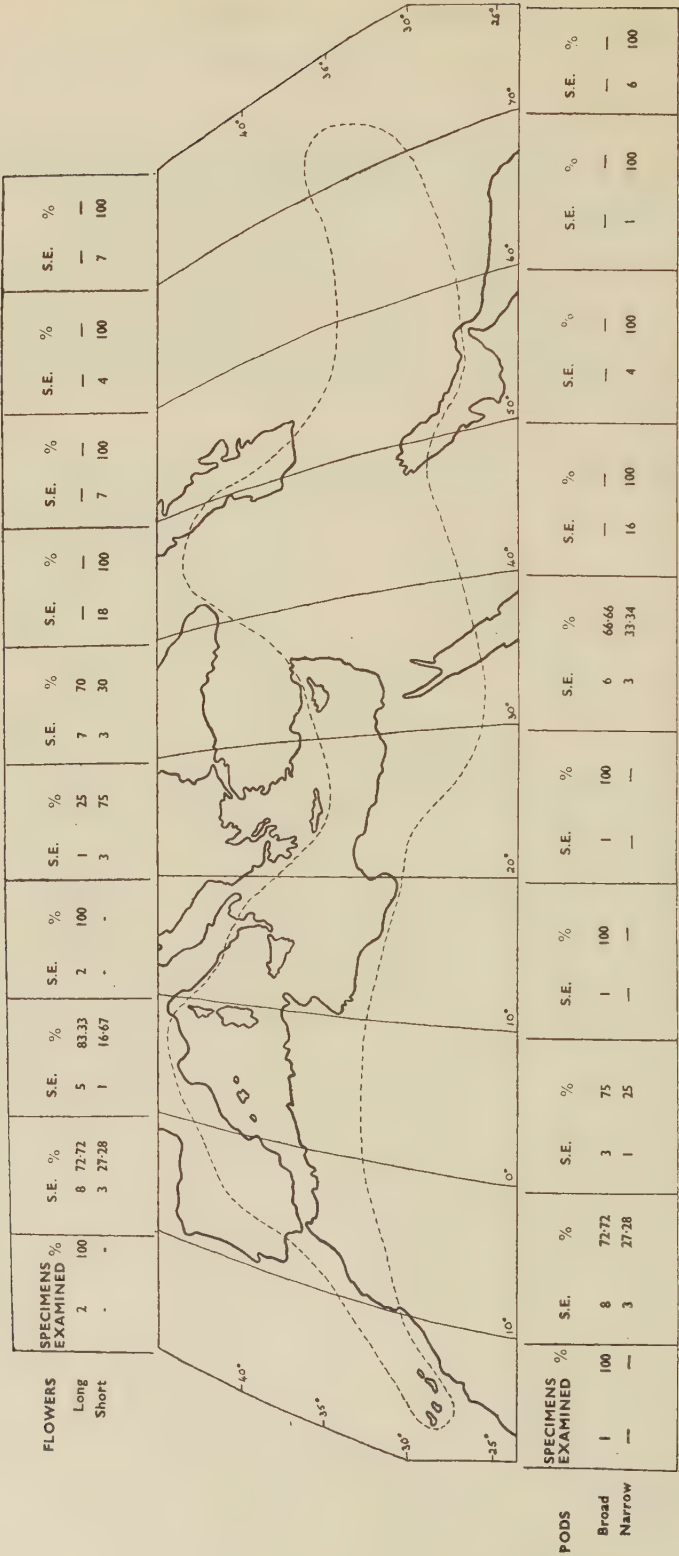 FLOWERS SPECIMENS EXAMINED % S.E. % S.E. % S.E. % S.E. % S.E. % S.E. % S.E. % S.E. % S.E. %
Long 2 100 8 72·72 5 83.33 2 100 1 25 7 70 — — — — — — — —
Short - - 3 27·28 1 16·67 - - 3 75 3 30 18 100 7 100 4 100 7 100
40°
35°
30°
25°
10°
0°
10°
20°
30°
40°
50°
60°
70°
40°
36°
30°
26°
PODS SPECIMENS EXAMINED % S.E. % S.E. % S.E. % S.E. % S.E. % S.E. % S.E. % S.E. % S.E. %
Broad 1 100 8 72·72 3 75 1 100 1 100 6 66·66 — — — — — — — —
Narrow — — 3 27·28 1 25 — — — — 3 33·34 16 100 4 100 1 100 6 100